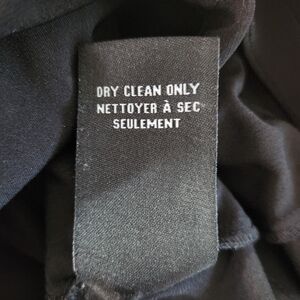 DRY CLEAN ONLY
NETTOYER À SEC
SEULEMENT